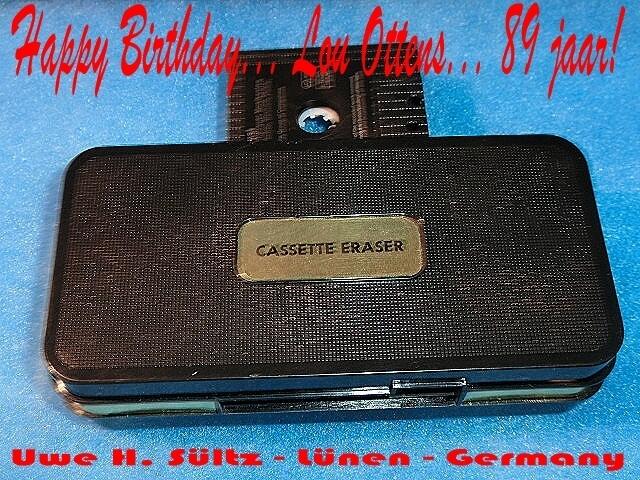 Happy Birthday... Lou Ottens... 89 jaar!
CASSETTE ERASER
Uwe H. Sültz - Lünen - Germany